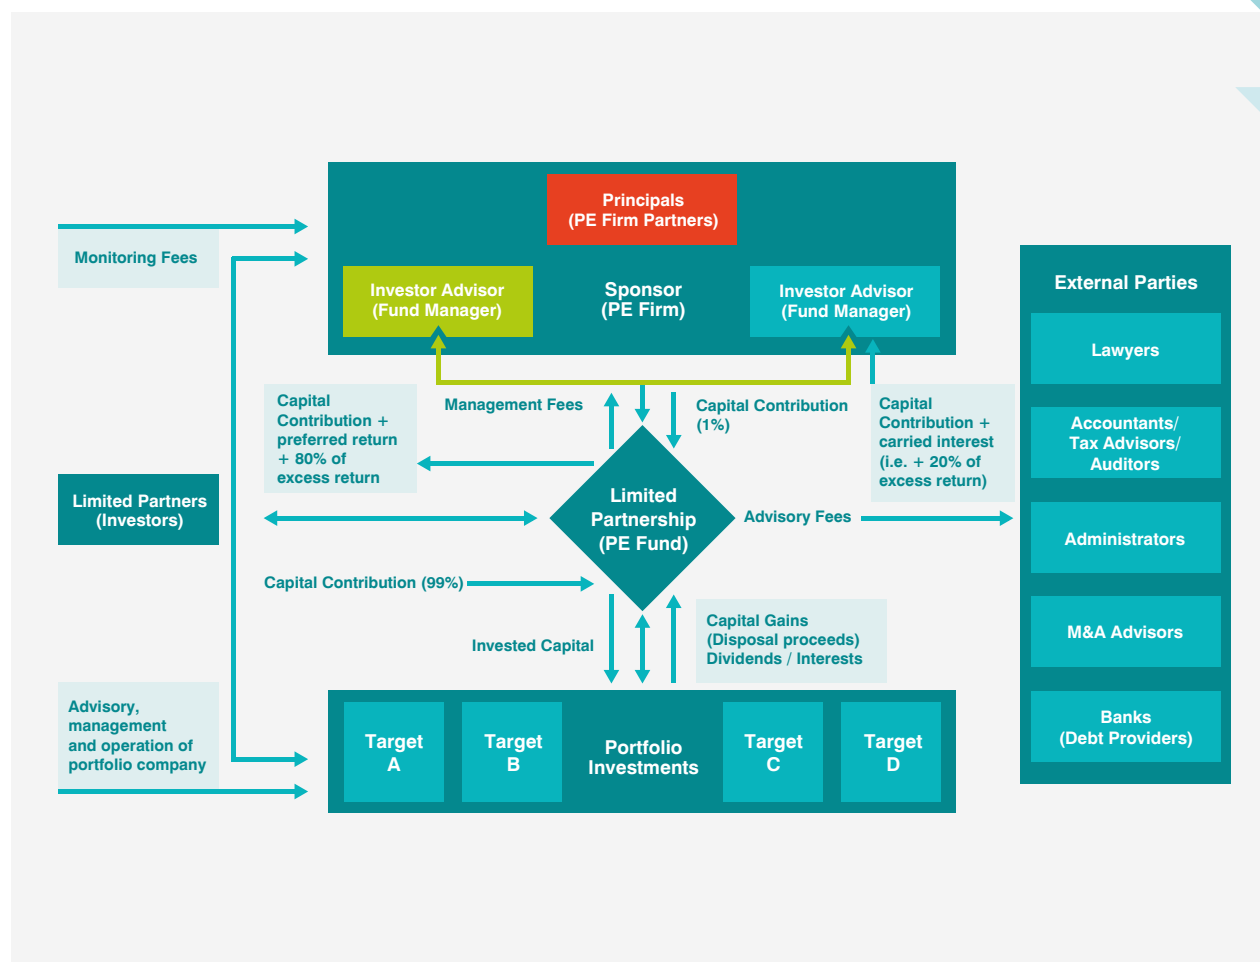 Principals
(PE Firm Partners)
Monitoring Fees
Investor Advisor
(Fund Manager)
Sponsor
(PE Firm)
Investor Advisor
(Fund Manager)
External Parties
Lawyers
Accountants/
Tax Advisors/
Auditors
Administrators
M&A Advisors
Banks
(Debt Providers)
Capital
Contribution +
preferred return
+ 80% of
excess return
Management Fees
Capital Contribution
(1%)
Capital
Contribution +
carried interest
(i.e. + 20% of
excess return)
Limited Partners
(Investors)
Limited
Partnership
(PE Fund)
Advisory Fees
Capital Contribution (99%)
Invested Capital
Capital Gains
(Disposal proceeds)
Dividends / Interests
Advisory,
management
and operation of
portfolio company
Target
A
Target
B
Portfolio
Investments
Target
C
Target
D